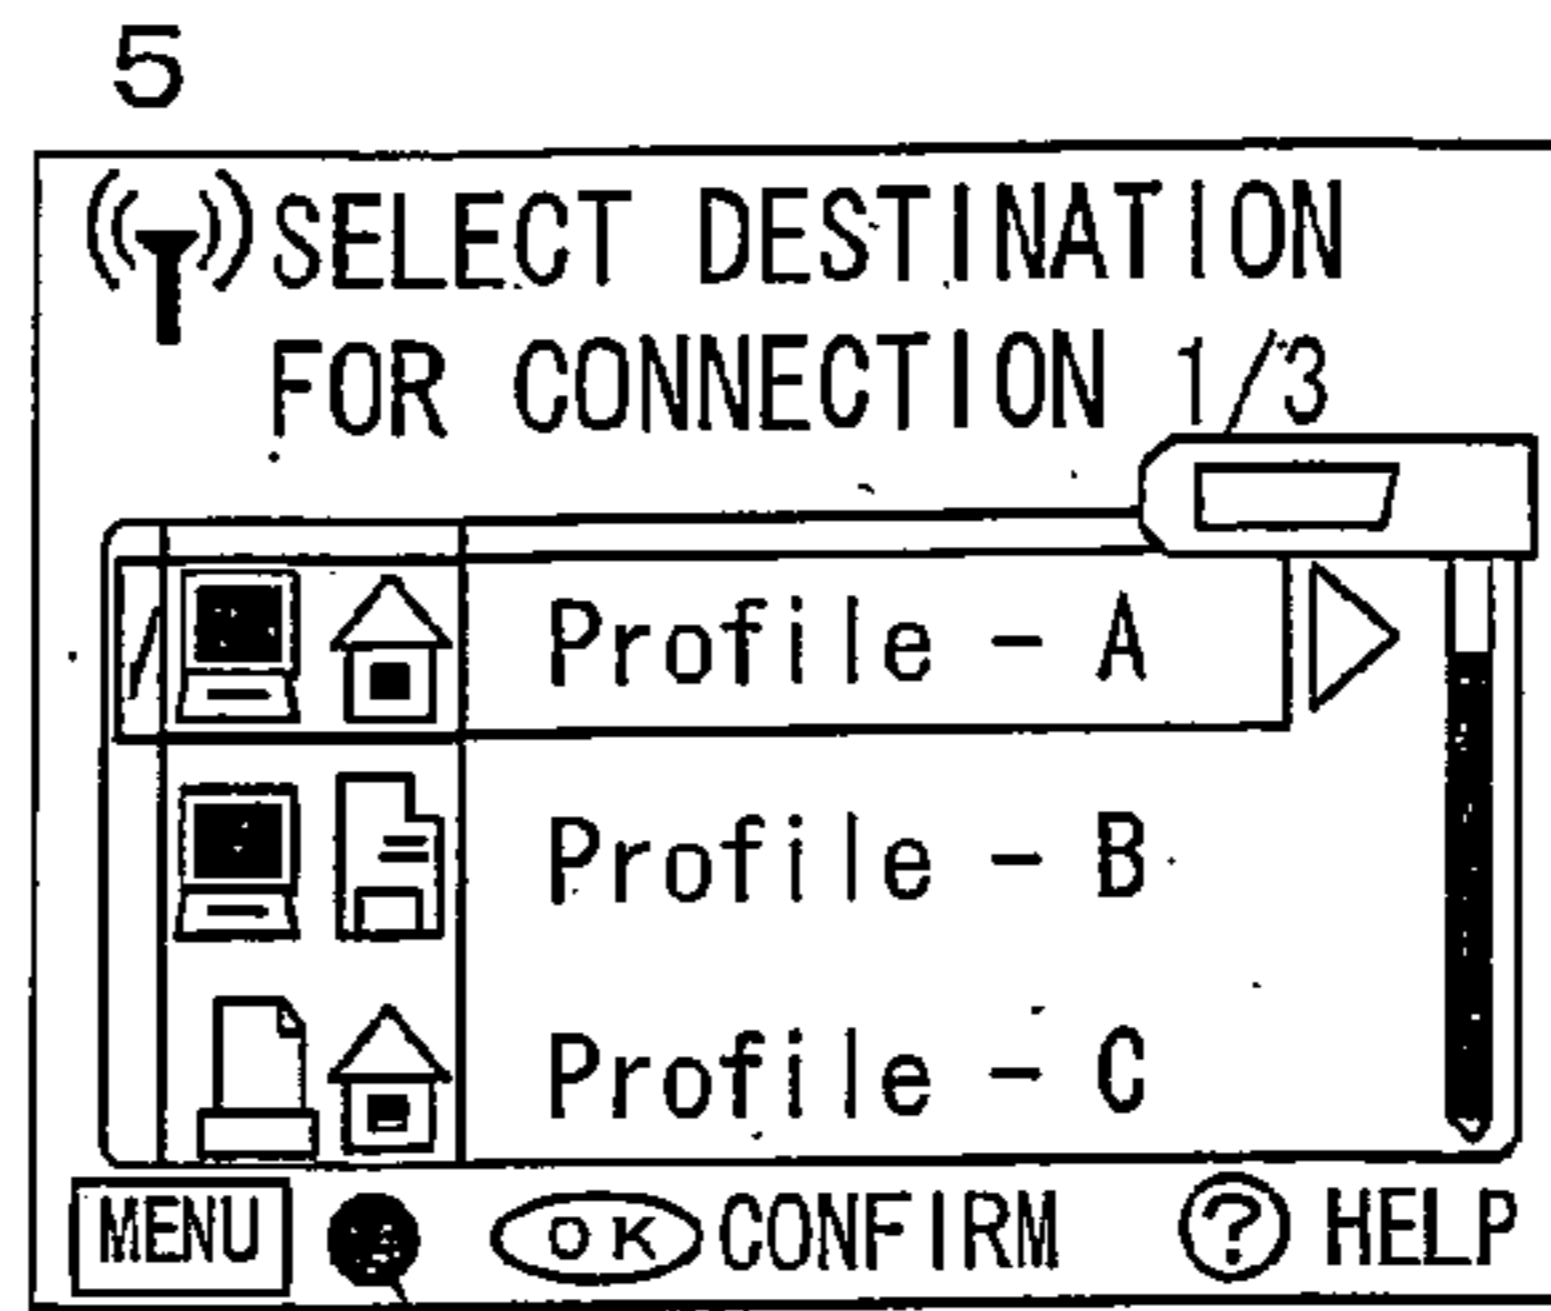 5
SELECT DESTINATION
FOR CONNECTION 1/3
Profile - A
Profile - B
Profile - C
MENU OK CONFIRM ? HELP